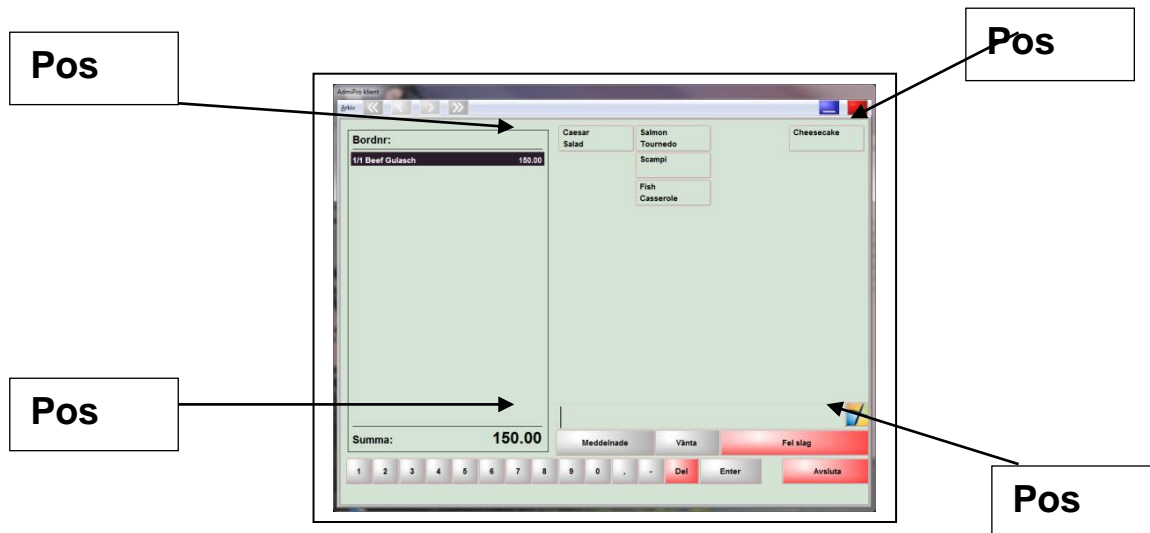 Pos
Pos
AdmiPro klient
Arkiv
Bordnr:
1/1 Beef Gulasch 150.00
Caesar
Salad
Salmon
Tournedo
Scampi
Fish
Casserole
Cheesecake
Pos
Summa: 150.00
Meddelnade Vänta Fel slag
1 2 3 4 5 6 7 8 9 0 . - Del Enter Avsluta
Pos